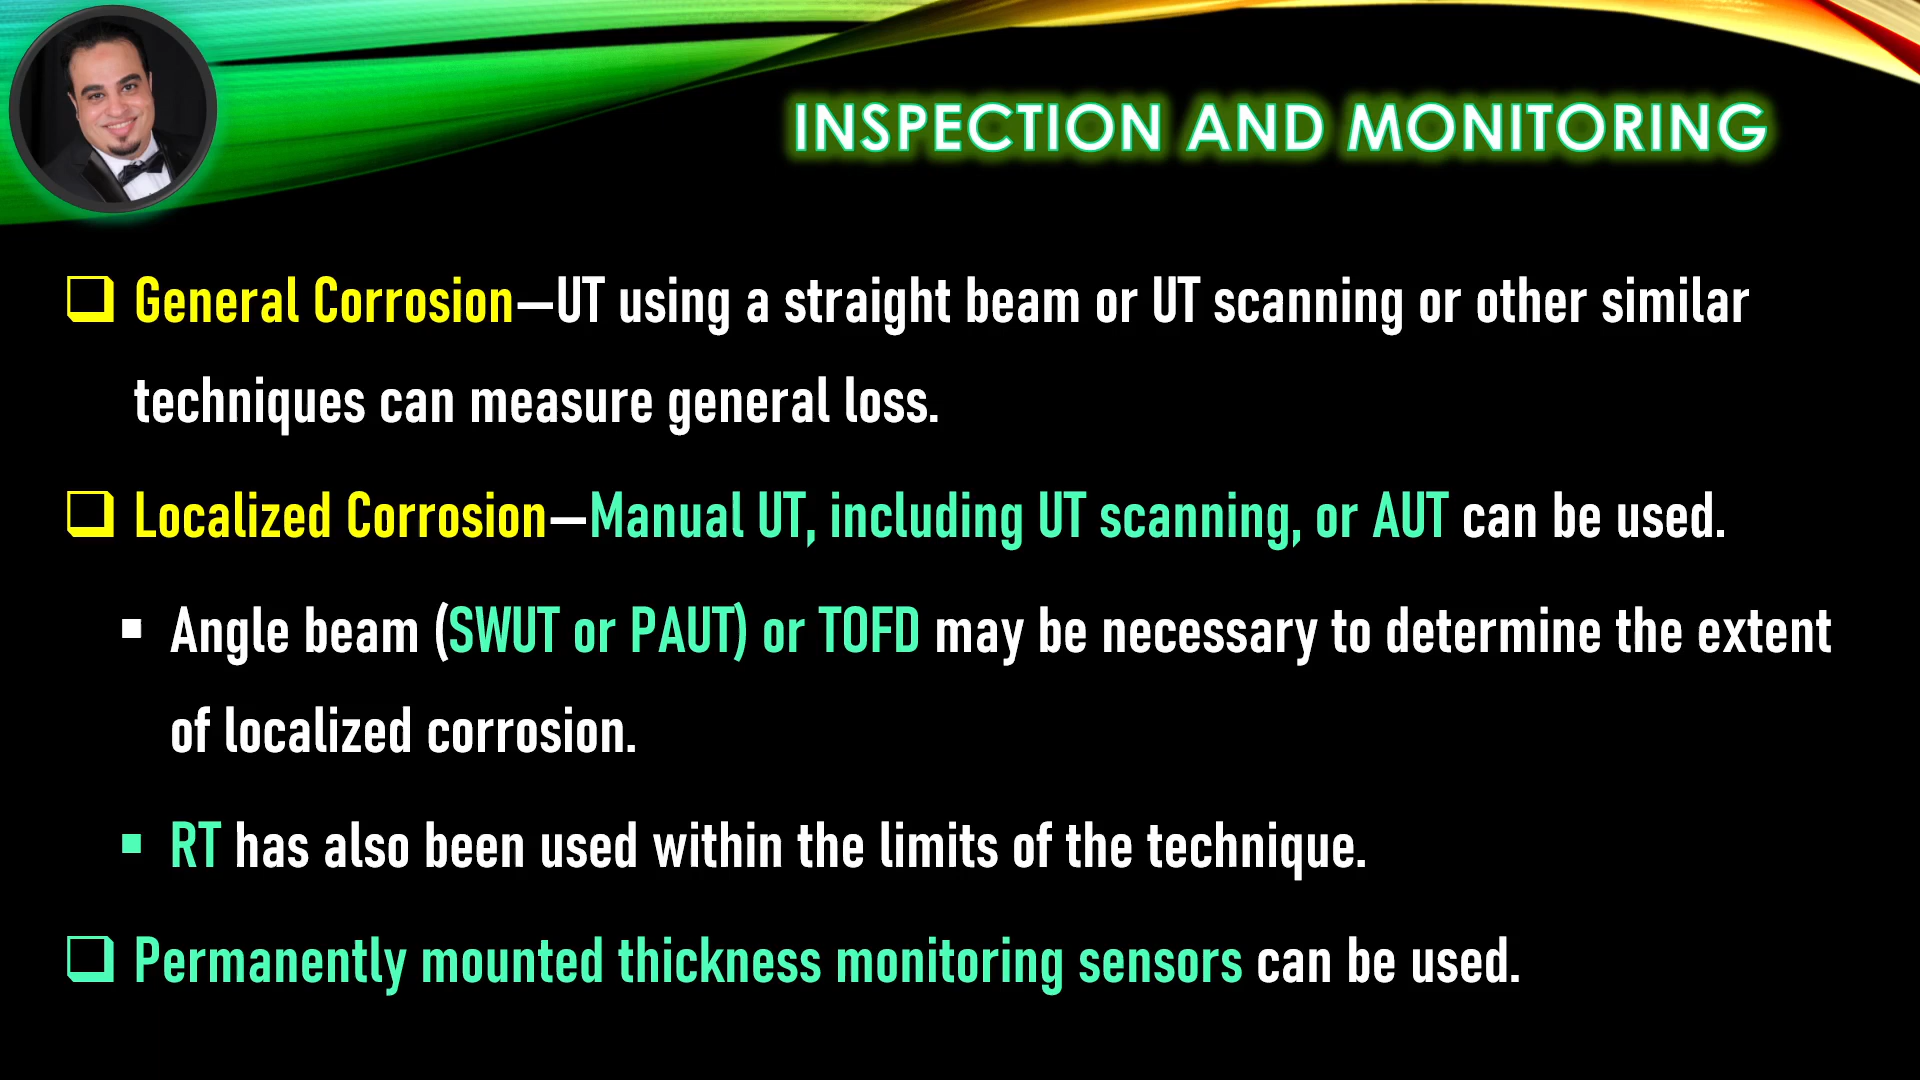 INSPECTION AND MONITORING
❑ General Corrosion—UT using a straight beam or UT scanning or other similar
techniques can measure general loss.
❑ Localized Corrosion—Manual UT, including UT scanning, or AUT can be used.
▪ Angle beam (SWUT or PAUT) or TOFD may be necessary to determine the extent
of localized corrosion.
▪ RT has also been used within the limits of the technique.
❑ Permanently mounted thickness monitoring sensors can be used.